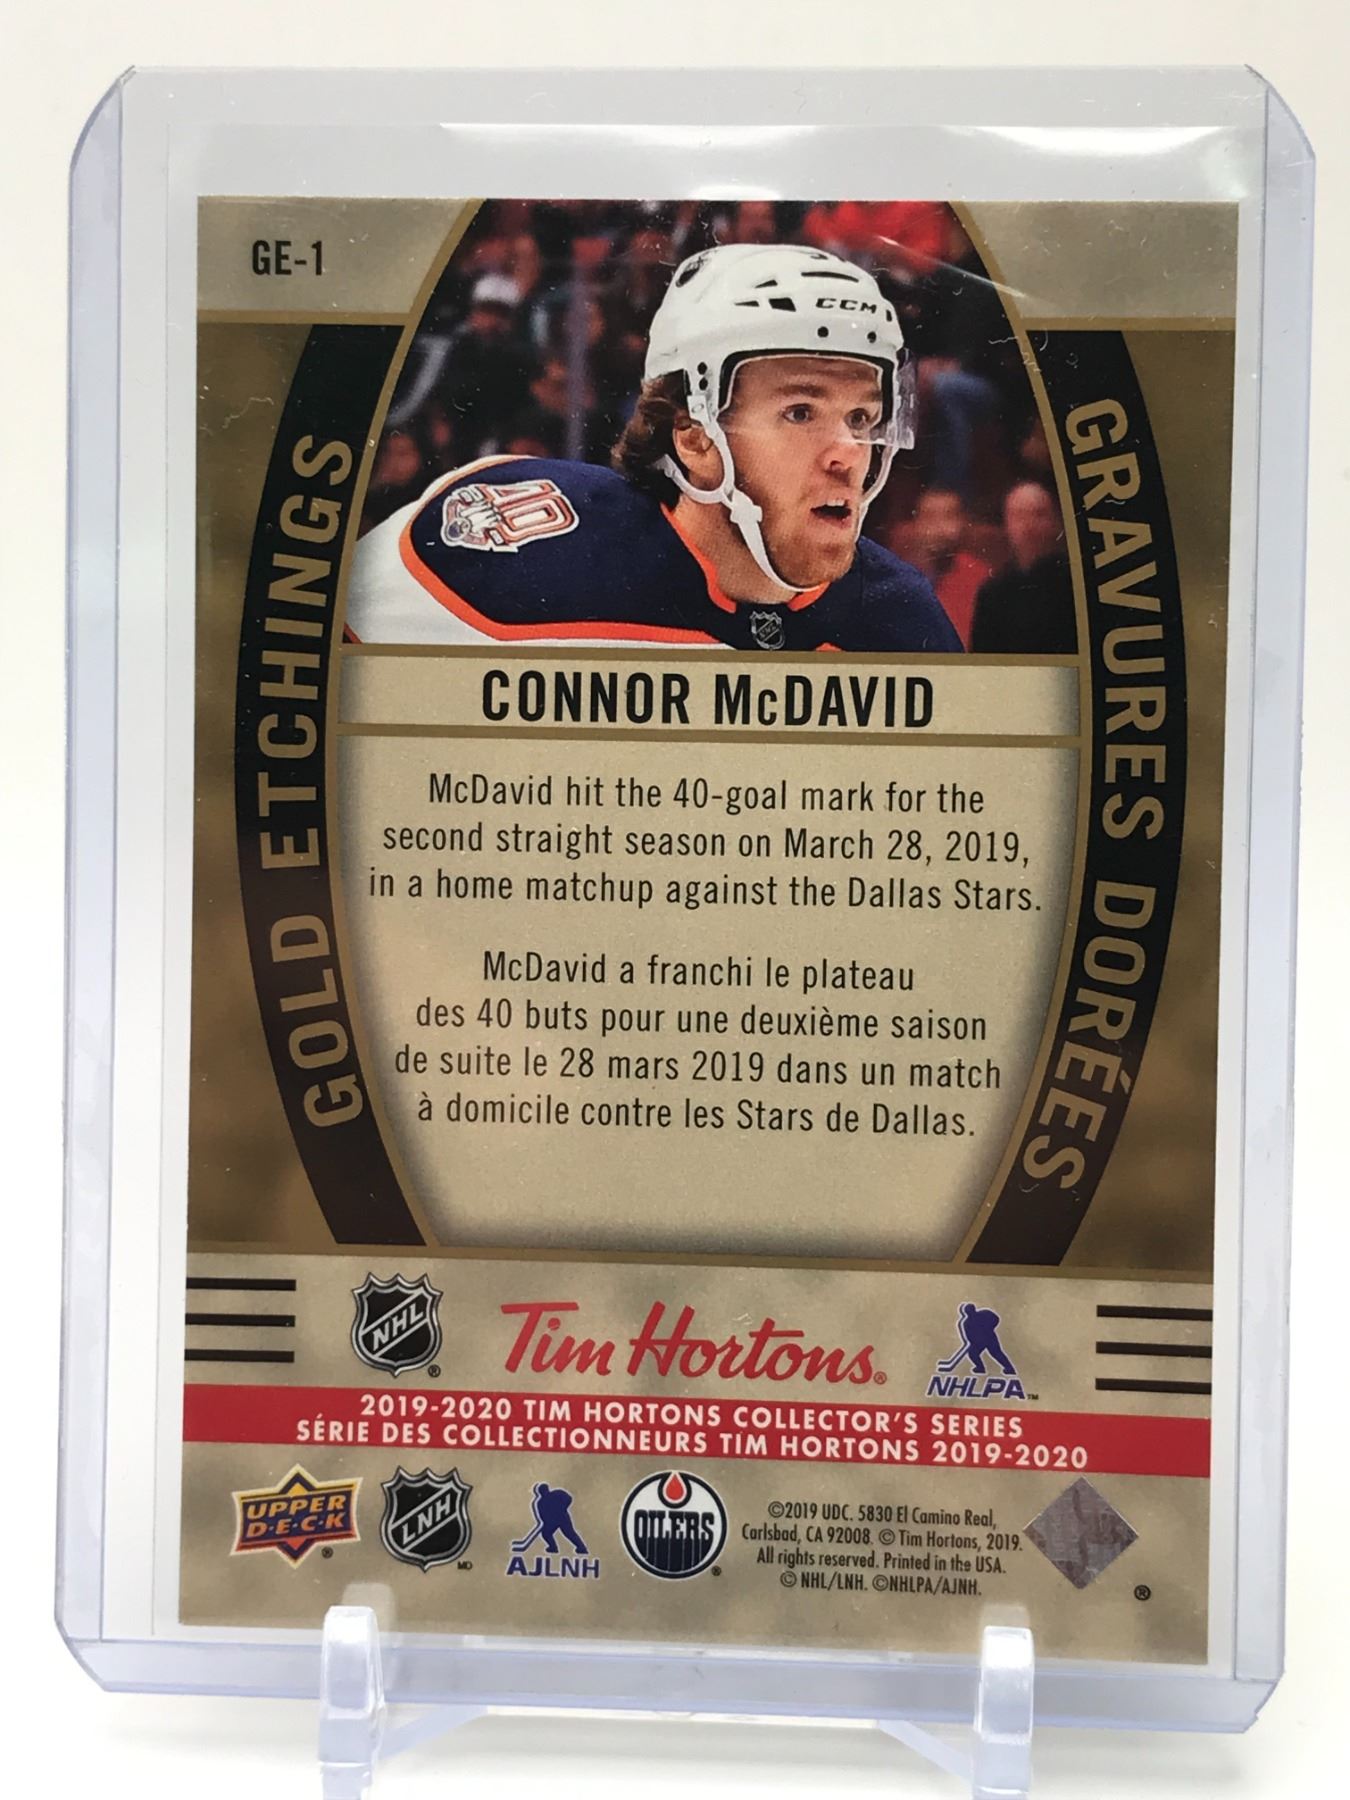 GE-1
CCM
40
GOLD ETCHINGS
GRAVURES DORÉES
CONNOR McDAVID
McDavid hit the 40-goal mark for the
second straight season on March 28, 2019,
in a home matchup against the Dallas Stars.
McDavid a franchi le plateau
des 40 buts pour une deuxième saison
de suite le 28 mars 2019 dans un match
à domicile contre les Stars de Dallas.
NHL ®
Tim Hortons®
NHLPA™
2019-2020 TIM HORTONS COLLECTOR'S SERIES
SÉRIE DES COLLECTIONNEURS TIM HORTONS 2019-2020
UPPER
D·E·C·K ®
LNH MD
AJLNH
OILERS ®
©2019 UDC. 5830 El Camino Real,
Carlsbad, CA 92008. © Tim Hortons, 2019.
All rights reserved. Printed in the USA.
© NHL/LNH. ©NHLPA/AJNH.
®